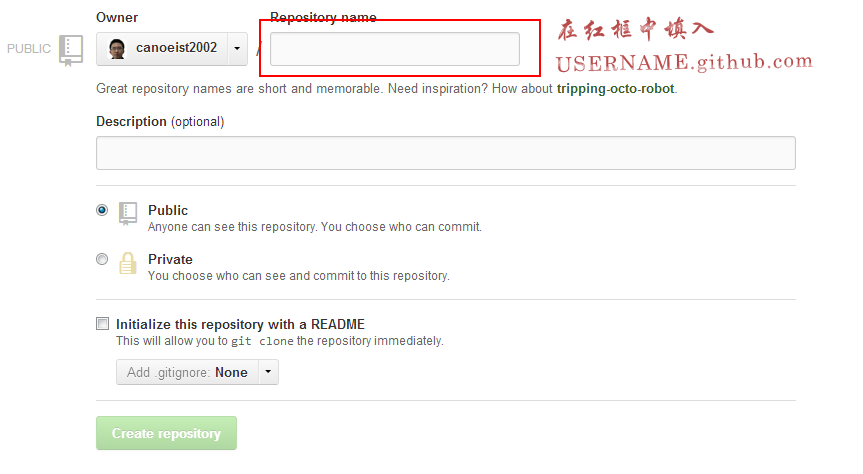 Owner
Repository name
PUBLIC
canoeist2002
/
在红框中填入
USERNAME.github.com
Great repository names are short and memorable. Need inspiration? How about tripping-octo-robot.
Description (optional)
Public
Anyone can see this repository. You choose who can commit.
Private
You choose who can see and commit to this repository.
Initialize this repository with a README
This will allow you to git clone the repository immediately.
Add .gitignore: None
Create repository